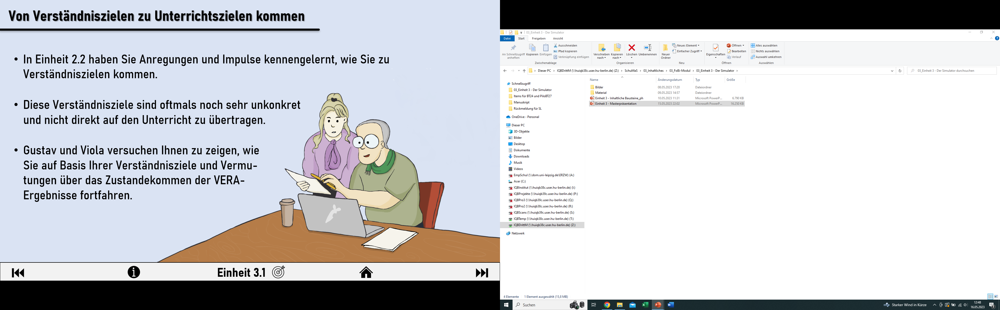 Von Verständniszielen zu Unterrichtszielen kommen
• In Einheit 2.2 haben Sie Anregungen und Impulse kennengelernt, wie Sie zu
Verständniszielen kommen.
• Diese Verständnisziele sind oftmals noch sehr unkonkret
und nicht direkt auf den Unterricht zu übertragen.
• Gustav und Viola versuchen Ihnen zu zeigen, wie
Sie auf Basis Ihrer Verständnisziele und Vermu-
tungen über das Zustandekommen der VERA-
Ergebnisse fortfahren.
Einheit 3.1
03_Einheit 3 - Der Simulator
Datei Start Freigeben Ansicht
An Schnellzugriff
anheften
Kopieren
Einfügen
Ausschneiden
Pfad kopieren
Verknüpfung einfügen
Zwischenablage
Verschieben
nach
Kopieren
nach
Löschen
Umbenennen
Organisieren
Neuer
Ordner
Neues Element
Einfacher Zugriff
Neu
Eigenschaften
Öffnen
Bearbeiten
Verlauf
Öffnen
Alles auswählen
Nichts auswählen
Auswahl umkehren
Auswählen
Dieser PC > IQBDrittM (\\huiqb38c.user.hu-berlin.de) (Z:) > SchuMaS > 03_Inhaltliches > 03_FoBi-Modul > 03_Einheit 3 - Der Simulator >
03_Einheit 3 - Der Simulator durchsuchen
Schnellzugriff
03_Einheit 3 - Der Simulator
Items für BT24 und PiloBT27
Manuskript
Rückmeldung für SL
OneDrive - Personal
Dieser PC
3D-Objekte
Bilder
Desktop
Dokumente
Downloads
Musik
Videos
EmpSchul (\\dom.uni-leipzig.de\ERZW) (A:)
Acer (C:)
IQBInstitut (\\huiqb38c.user.hu-berlin.de) (I:)
IQBProjekte (\\huiqb39c.user.hu-berlin.de) (P:)
IQBPro3 (\\huiqb39c.user.hu-berlin.de) (Q:)
IQBPro2 (\\huiqb38c.user.hu-berlin.de) (R:)
IQBScans (\\huiqb39c.user.hu-berlin.de) (S:)
IQBTemp (\\huiqb38c.user.hu-berlin.de) (T:)
IQBDrittM (\\huiqb38c.user.hu-berlin.de) (Z:)
Netzwerk
Name Änderungsdatum Typ Größe
Bilder 08.05.2023 17:20 Dateiordner
Material 09.05.2023 14:57 Dateiordner
Einheit 3 - Inhaltliche Bausteine_ph 10.05.2023 11:31 Microsoft PowerP... 6.790 KB
Einheit 3 - Masterpräsentation 15.05.2023 22:02 Microsoft PowerP... 16.250 KB
4 Elemente 1 Element ausgewählt (15,8 MB)
Suchen
Starker Wind in Kürze
12:48
16.05.2023